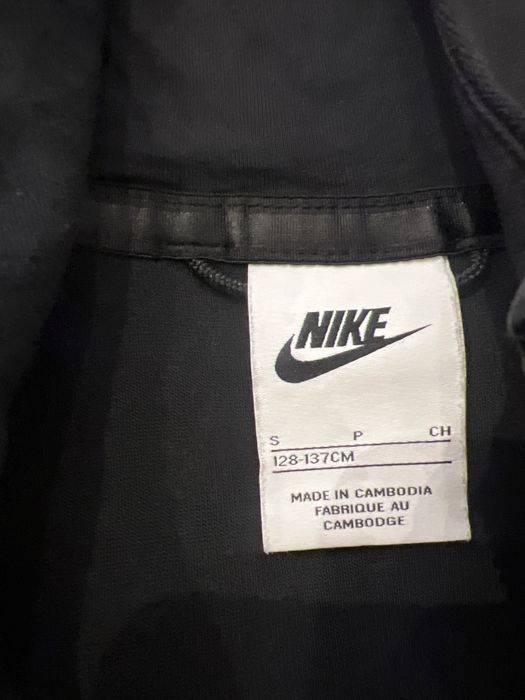 NIKE
S P CH
128-137CM
MADE IN CAMBODIA
FABRIQUE AU
CAMBODGE